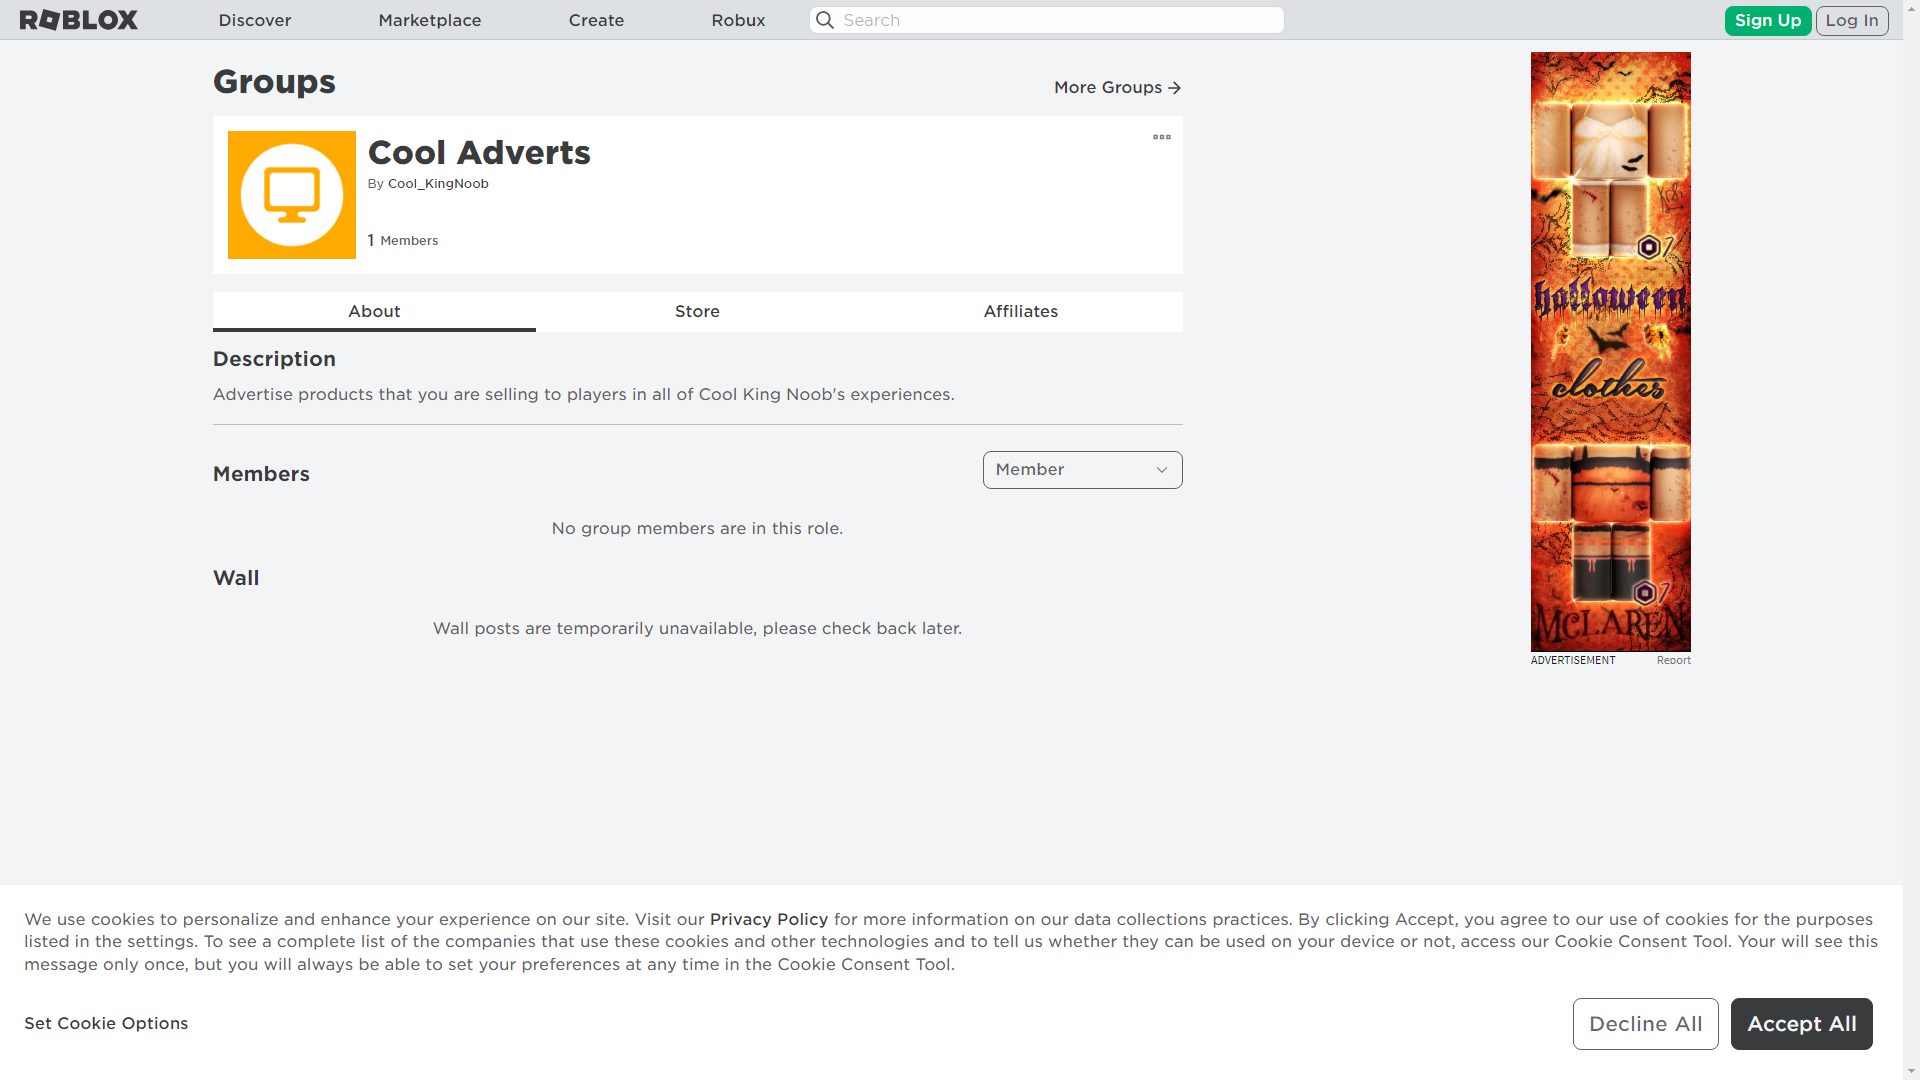 ROBLOX
Discover
Marketplace
Create
Robux
Search
Sign Up
Log In
Groups
More Groups
Cool Adverts
By Cool_KingNoob
1 Members
About
Store
Affiliates
Description
Advertise products that you are selling to players in all of Cool King Noob's experiences.
Members
Member
No group members are in this role.
Wall
Wall posts are temporarily unavailable, please check back later.
7
halloween
clothes
7
MCLAREN
ADVERTISEMENT
Report
We use cookies to personalize and enhance your experience on our site. Visit our Privacy Policy for more information on our data collections practices. By clicking Accept, you agree to our use of cookies for the purposes
listed in the settings. To see a complete list of the companies that use these cookies and other technologies and to tell us whether they can be used on your device or not, access our Cookie Consent Tool. Your will see this
message only once, but you will always be able to set your preferences at any time in the Cookie Consent Tool.
Set Cookie Options
Decline All
Accept All